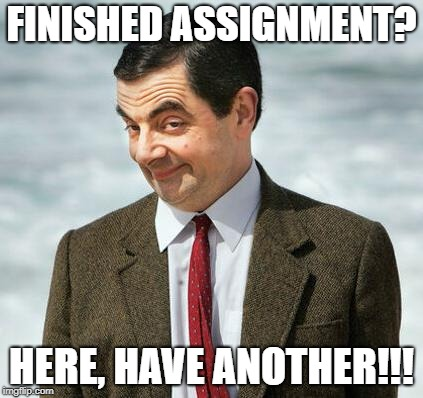 FINISHED ASSIGNMENT?
HERE, HAVE ANOTHER!!!
imgflip.com